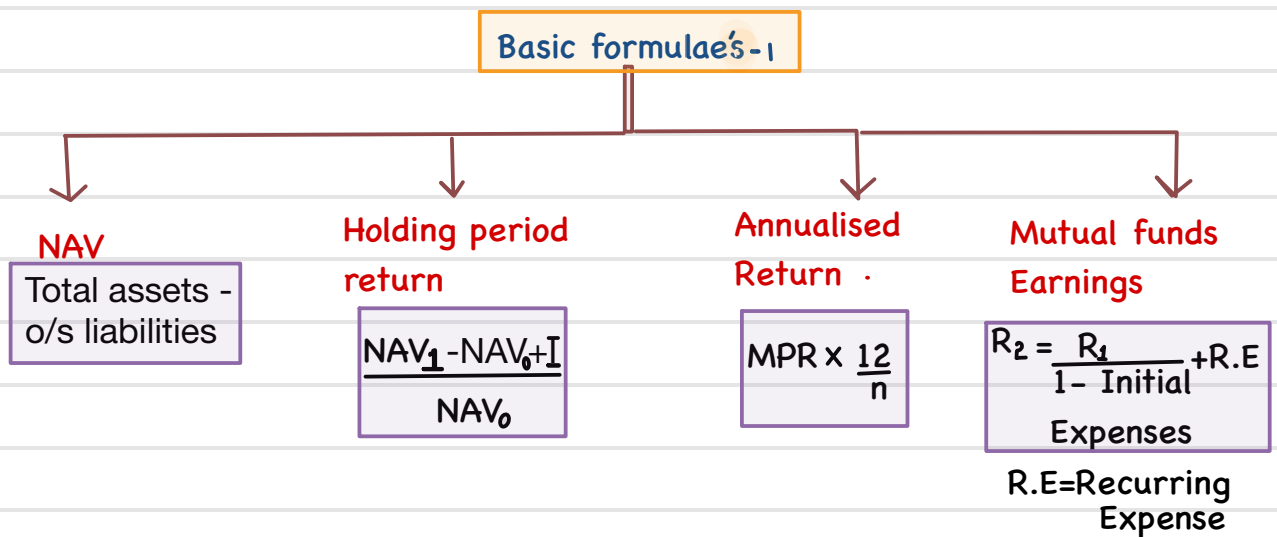 Basic formulae's-1
NAV
Total assets -
o/s liabilities
Holding period
return
NAV₁ -NAV₀+I
NAV₀
Annualised
Return .
MPR × 12
n
Mutual funds
Earnings
R₂ = R₁ +R.E
1- Initial
Expenses
R.E=Recurring
Expense